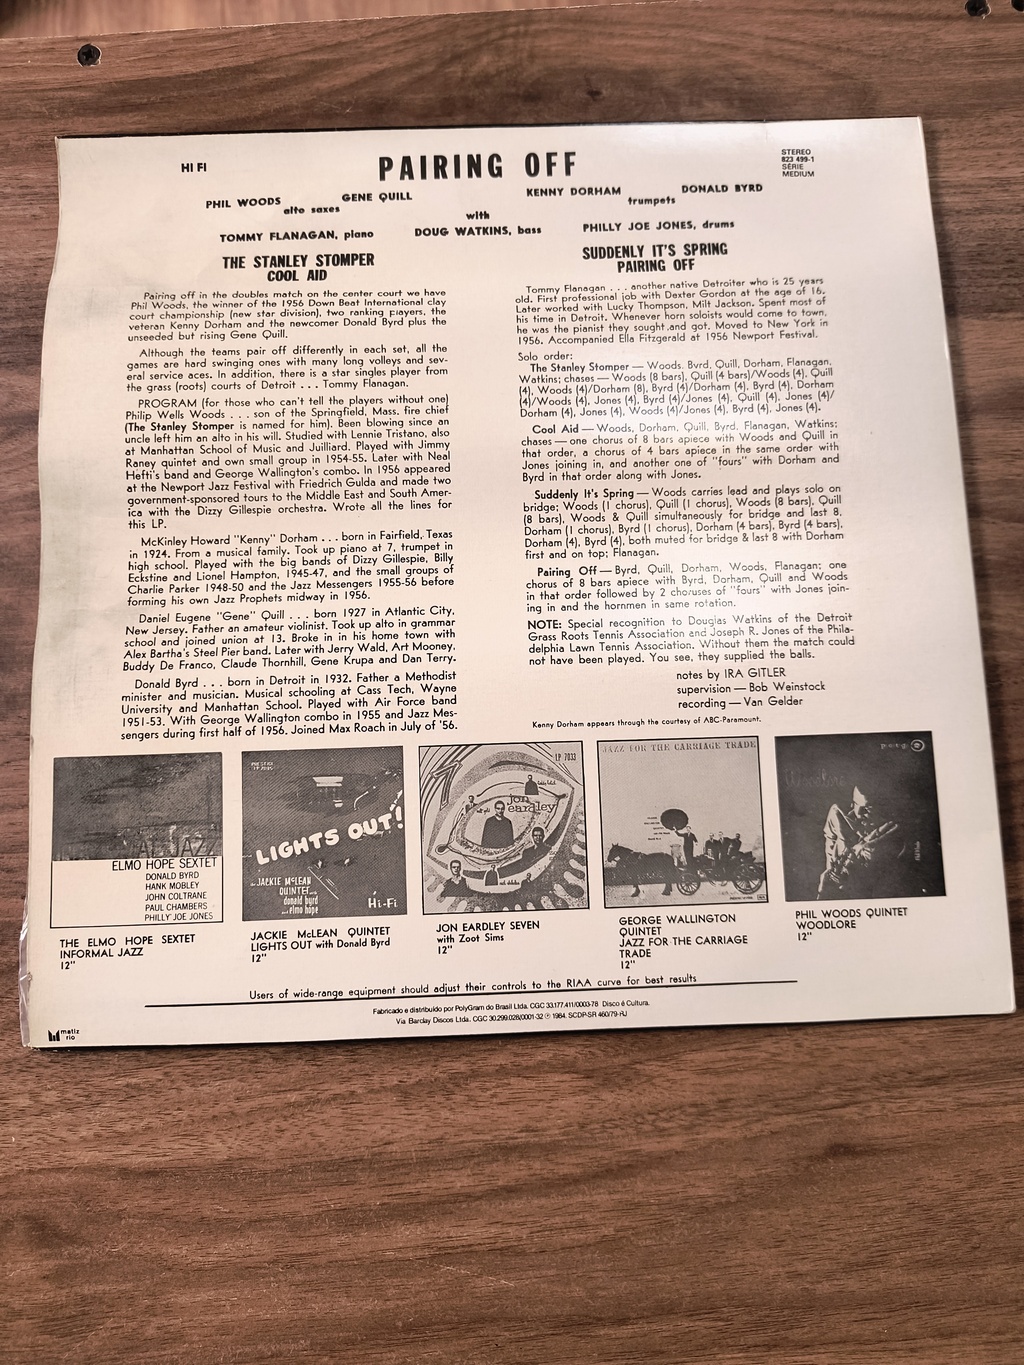 HI FI
PAIRING OFF
STEREO
823 499-1
SÉRIE
MEDIUM
PHIL WOODS
GENE QUILL
alto saxes
KENNY DORHAM
DONALD BYRD
trumpets
with
TOMMY FLANAGAN, piano
DOUG WATKINS, bass
PHILLY JOE JONES, drums
THE STANLEY STOMPER
COOL AID
Pairing off in the doubles match on the center court we have
Phil Woods, the winner of the 1956 Down Beat International clay
court championship (new star division), two ranking players, the
veteran Kenny Dorham and the newcomer Donald Byrd plus the
unseeded but rising Gene Quill.
Although the teams pair off differently in each set, all the
games are hard swinging ones with many long volleys and sev-
eral service aces. In addition, there is a star singles player from
the grass (roots) courts of Detroit . . . Tommy Flanagan.
PROGRAM (for those who can't tell the players without one)
Philip Wells Woods . . . son of the Springfield, Mass. fire chief
(The Stanley Stomper is named for him). Been blowing since an
uncle left him an alto in his will. Studied with Lennie Tristano, also
at Manhattan School of Music and Juilliard. Played with Jimmy
Raney quintet and own small group in 1954-55. Later with Neal
Hefti's band and George Wallington's combo. In 1956 appeared
at the Newport Jazz Festival with Friedrich Gulda and made two
government-sponsored tours to the Middle East and South Amer-
ica with the Dizzy Gillespie orchestra. Wrote all the lines for
this LP.
McKinley Howard "Kenny" Dorham . . . born in Fairfield, Texas
in 1924. From a musical family. Took up piano at 7, trumpet in
high school. Played with the big bands of Dizzy Gillespie, Billy
Eckstine and Lionel Hampton, 1945-47, and the small groups of
Charlie Parker 1948-50 and the Jazz Messengers 1955-56 before
forming his own Jazz Prophets midway in 1956.
Daniel Eugene "Gene" Quill . . . born 1927 in Atlantic City,
New Jersey. Father an amateur violinist. Took up alto in grammar
school and joined union at 13. Broke in in his home town with
Alex Bartha's Steel Pier band. Later with Jerry Wald, Art Mooney,
Buddy De Franco, Claude Thornhill, Gene Krupa and Dan Terry.
Donald Byrd . . . born in Detroit in 1932. Father a Methodist
minister and musician. Musical schooling at Cass Tech, Wayne
University and Manhattan School. Played with Air Force band
1951-53. With George Wallington combo in 1955 and Jazz Mes-
sengers during first half of 1956. Joined Max Roach in July of '56.
SUDDENLY IT'S SPRING
PAIRING OFF
Tommy Flanagan . . . another native Detroiter who is 25 years
old. First professional job with Dexter Gordon at the age of 16.
Later worked with Lucky Thompson, Milt Jackson. Spent most of
his time in Detroit. Whenever horn soloists would come to town,
he was the pianist they sought and got. Moved to New York in
1956. Accompanied Ella Fitzgerald at 1956 Newport Festival.
Solo order:
The Stanley Stomper — Woods, Byrd, Quill, Dorham, Flanagan,
Watkins; chases — Woods (8 bars), Quill (4 bars)/Woods (4), Quill
(4), Woods (4)/Dorham (8), Byrd (4)/Dorham (4), Byrd (4), Dorham
(4)/Woods (4), Jones (4), Byrd (4)/Jones (4), Quill (4), Jones (4)/
Dorham (4), Jones (4), Woods (4)/Jones (4), Byrd (4), Jones (4).
Cool Aid — Woods, Dorham, Quill, Byrd, Flanagan, Watkins;
chases — one chorus of 8 bars apiece with Woods and Quill in
that order, a chorus of 4 bars apiece in the same order with
Jones joining in, and another one of "fours" with Dorham and
Byrd in that order along with Jones.
Suddenly It's Spring — Woods carries lead and plays solo on
bridge; Woods (1 chorus), Quill (1 chorus), Woods (8 bars), Quill
(8 bars), Woods & Quill simultaneously for bridge and last 8,
Dorham (1 chorus), Byrd (1 chorus), Dorham (4 bars), Byrd (4 bars),
Dorham (4), Byrd (4), both muted for bridge & last 8 with Dorham
first and on top; Flanagan.
Pairing Off — Byrd, Quill, Dorham, Woods, Flanagan; one
chorus of 8 bars apiece with Byrd, Dorham, Quill and Woods
in that order followed by 2 choruses of "fours" with Jones join-
ing in and the hornmen in same rotation.
NOTE: Special recognition to Douglas Watkins of the Detroit
Grass Roots Tennis Association and Joseph R. Jones of the Phila-
delphia Lawn Tennis Association. Without them the match could
not have been played. You see, they supplied the balls.
notes by IRA GITLER
supervision — Bob Weinstock
recording — Van Gelder
Kenny Dorham appears through the courtesy of ABC-Paramount.
ELMO HOPE SEXTET
DONALD BYRD
HANK MOBLEY
JOHN COLTRANE
PAUL CHAMBERS
PHILLY JOE JONES
LIGHTS OUT!
JACKIE McLEAN
QUINTET
donald byrd
elmo hope
Hi-Fi
LP 7033
jon
eardley
7
JAZZ FOR THE CARRIAGE TRADE
Woodlore
THE ELMO HOPE SEXTET
INFORMAL JAZZ
12"
JACKIE McLEAN QUINTET
LIGHTS OUT with Donald Byrd
12"
JON EARDLEY SEVEN
with Zoot Sims
12"
GEORGE WALLINGTON
QUINTET
JAZZ FOR THE CARRIAGE
TRADE
12"
PHIL WOODS QUINTET
WOODLORE
12"
Users of wide-range equipment should adjust their controls to the RIAA curve for best results
Fabricado e distribuido por PolyGram do Brasil Ltda. CGC 33.177.411/0003-78 Disco é Cultura.
Via Barclay Discos Ltda. CGC 30.299.028/0001-32 ℗ 1984. SCDP-SR 460/79-RJ
matiz
rio